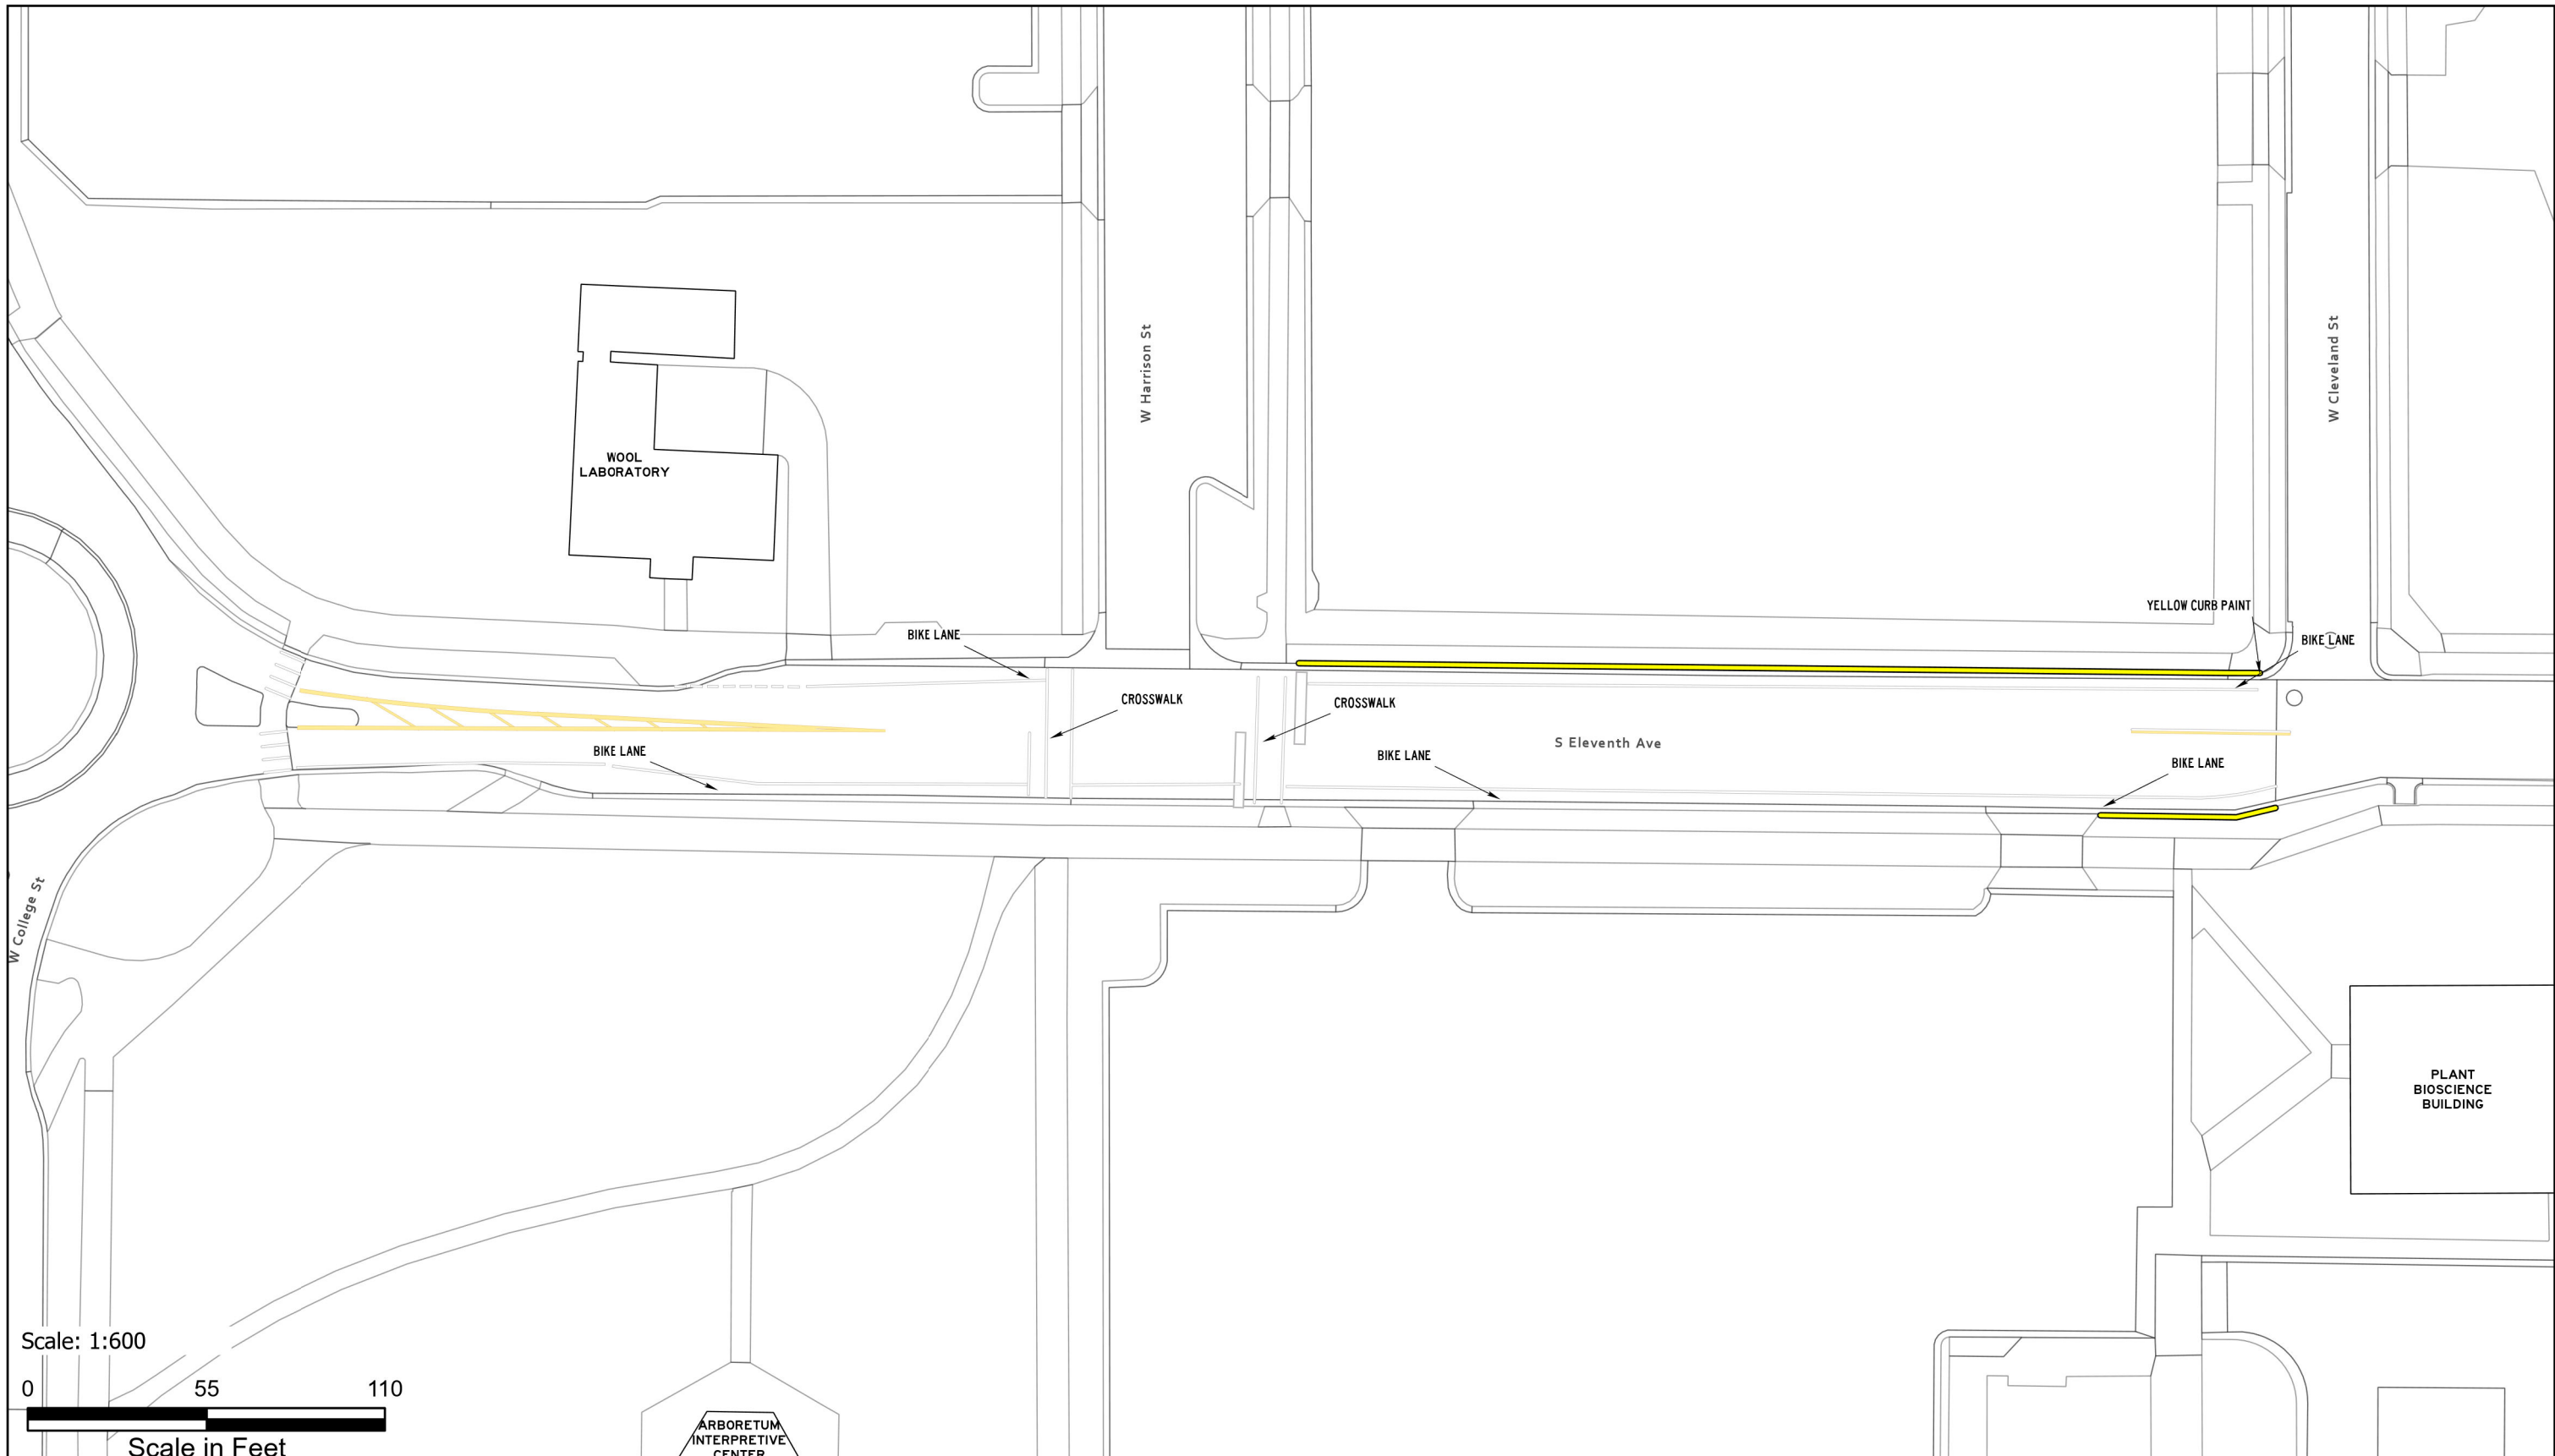 W Harrison St
W Cleveland St
WOOL
LABORATORY
YELLOW CURB PAINT
BIKE LANE
BIKE LANE
CROSSWALK
CROSSWALK
BIKE LANE
S Eleventh Ave
BIKE LANE
BIKE LANE
W College St
PLANT
BIOSCIENCE
BUILDING
Scale: 1:600
0 55 110
Scale in Feet
ARBORETUM
INTERPRETIVE
CENTER